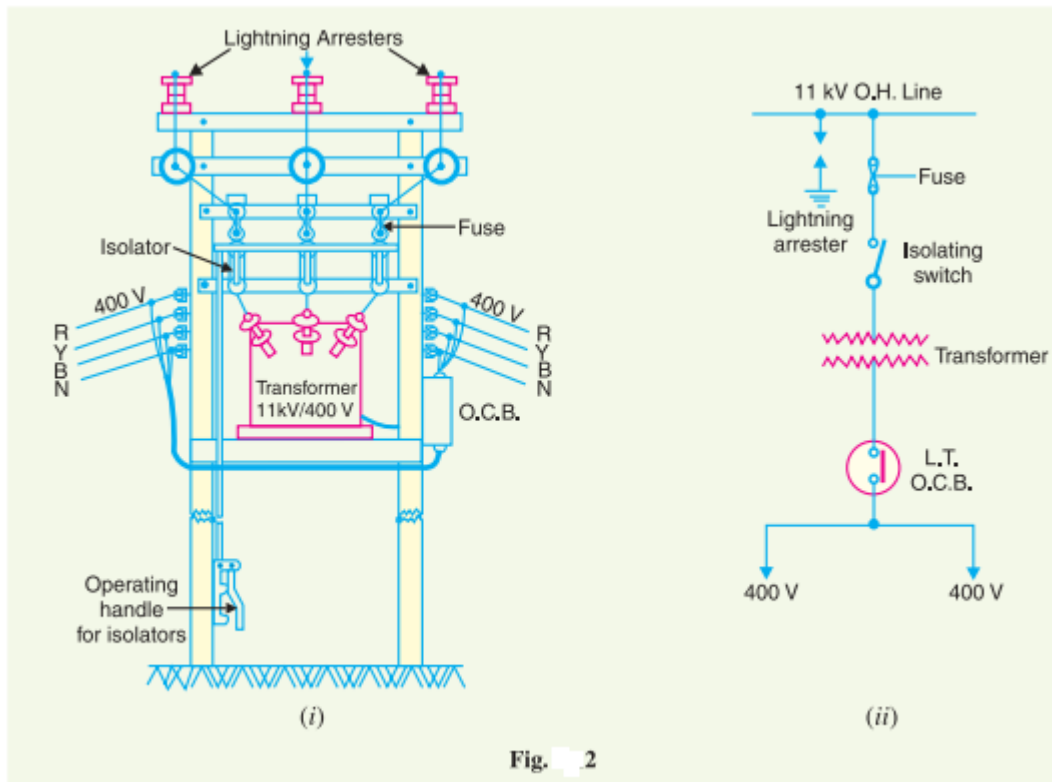 Lightning Arresters
Fuse
Isolator
400 V
R
Y
B
N
400 V
R
Y
B
N
Transformer
11kV/400 V
O.C.B.
Operating
handle
for isolators
(i)
11 kV O.H. Line
Fuse
Lightning
arrester
Isolating
switch
Transformer
L.T.
O.C.B.
400 V
400 V
(ii)
Fig. 2